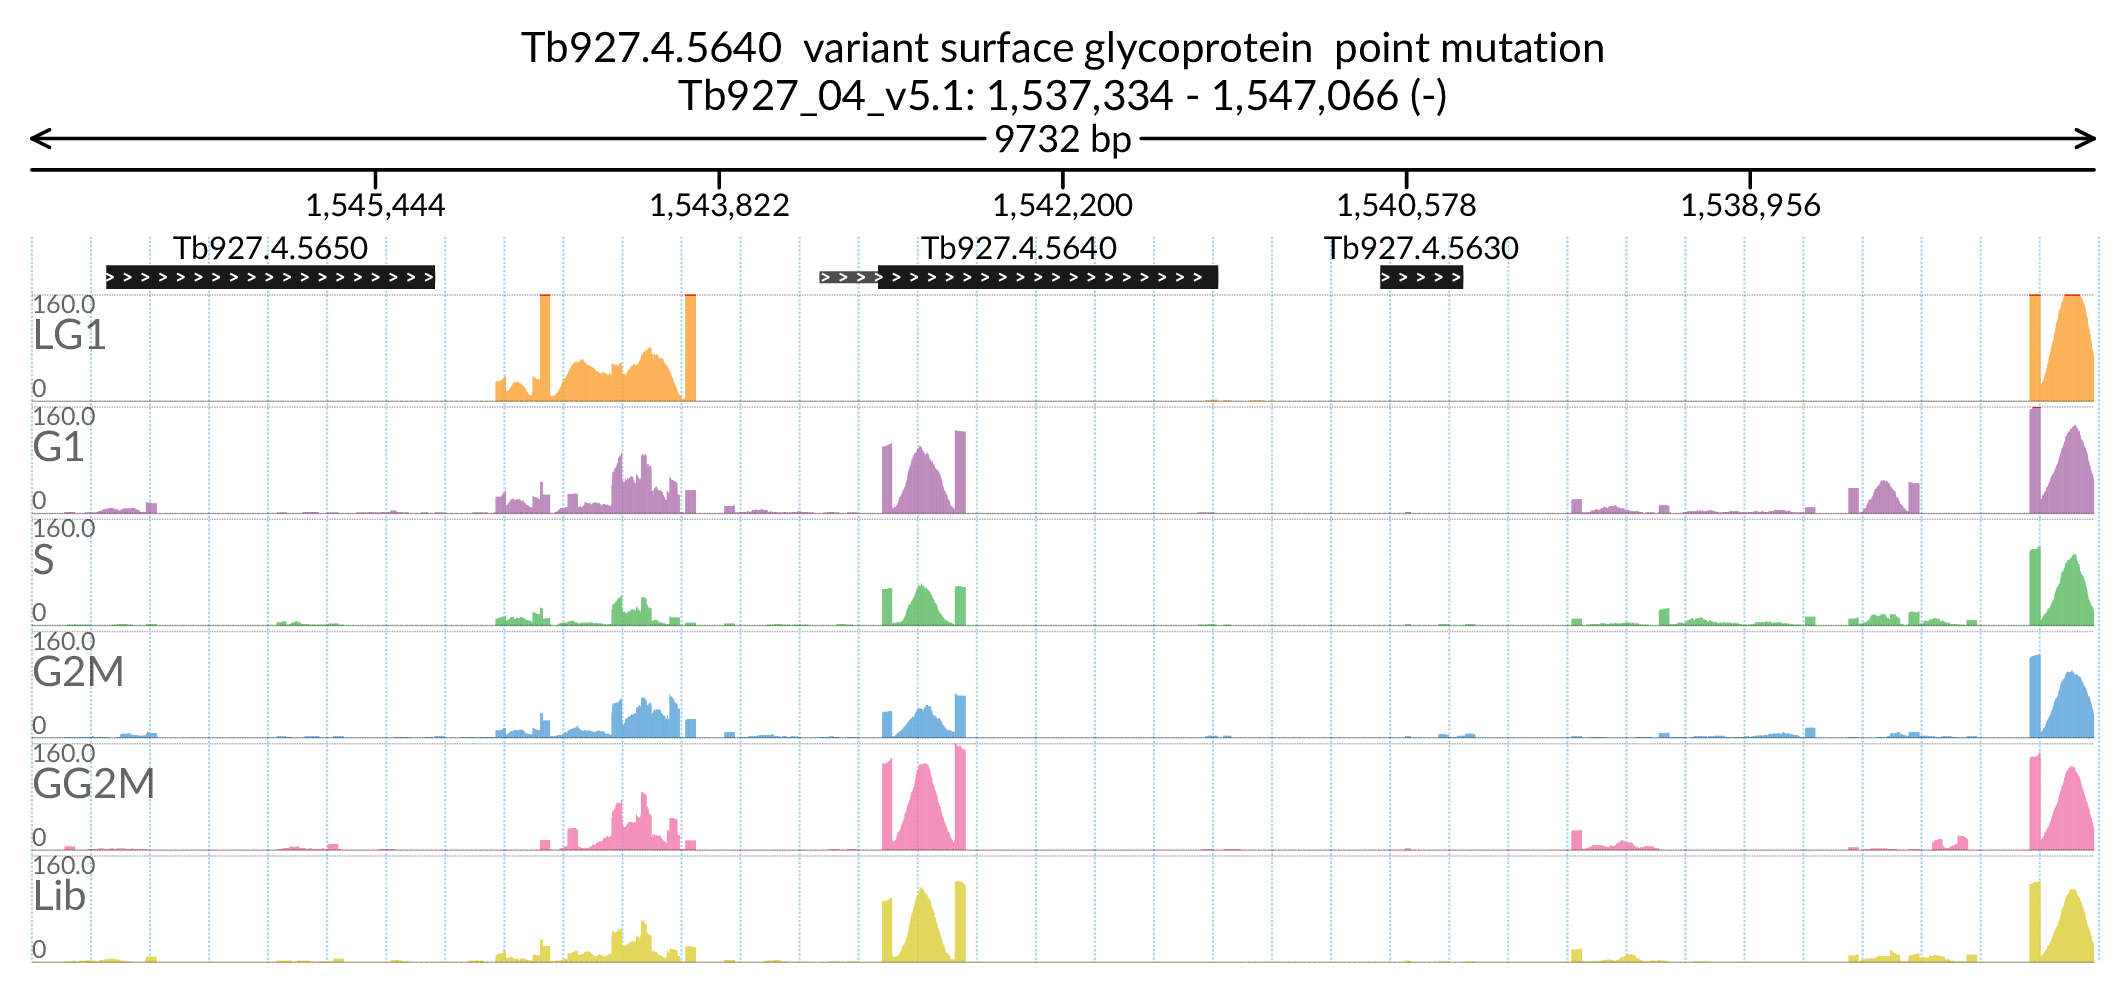 Tb927.4.5640  variant surface glycoprotein  point mutation
Tb927_04_v5.1: 1,537,334 - 1,547,066 (-)
9732 bp
1,545,444 1,543,822 1,542,200 1,540,578 1,538,956
Tb927.4.5650 Tb927.4.5640 Tb927.4.5630
160.0
LG1
0
160.0
G1
0
160.0
S
0
160.0
G2M
0
160.0
GG2M
0
160.0
Lib
0